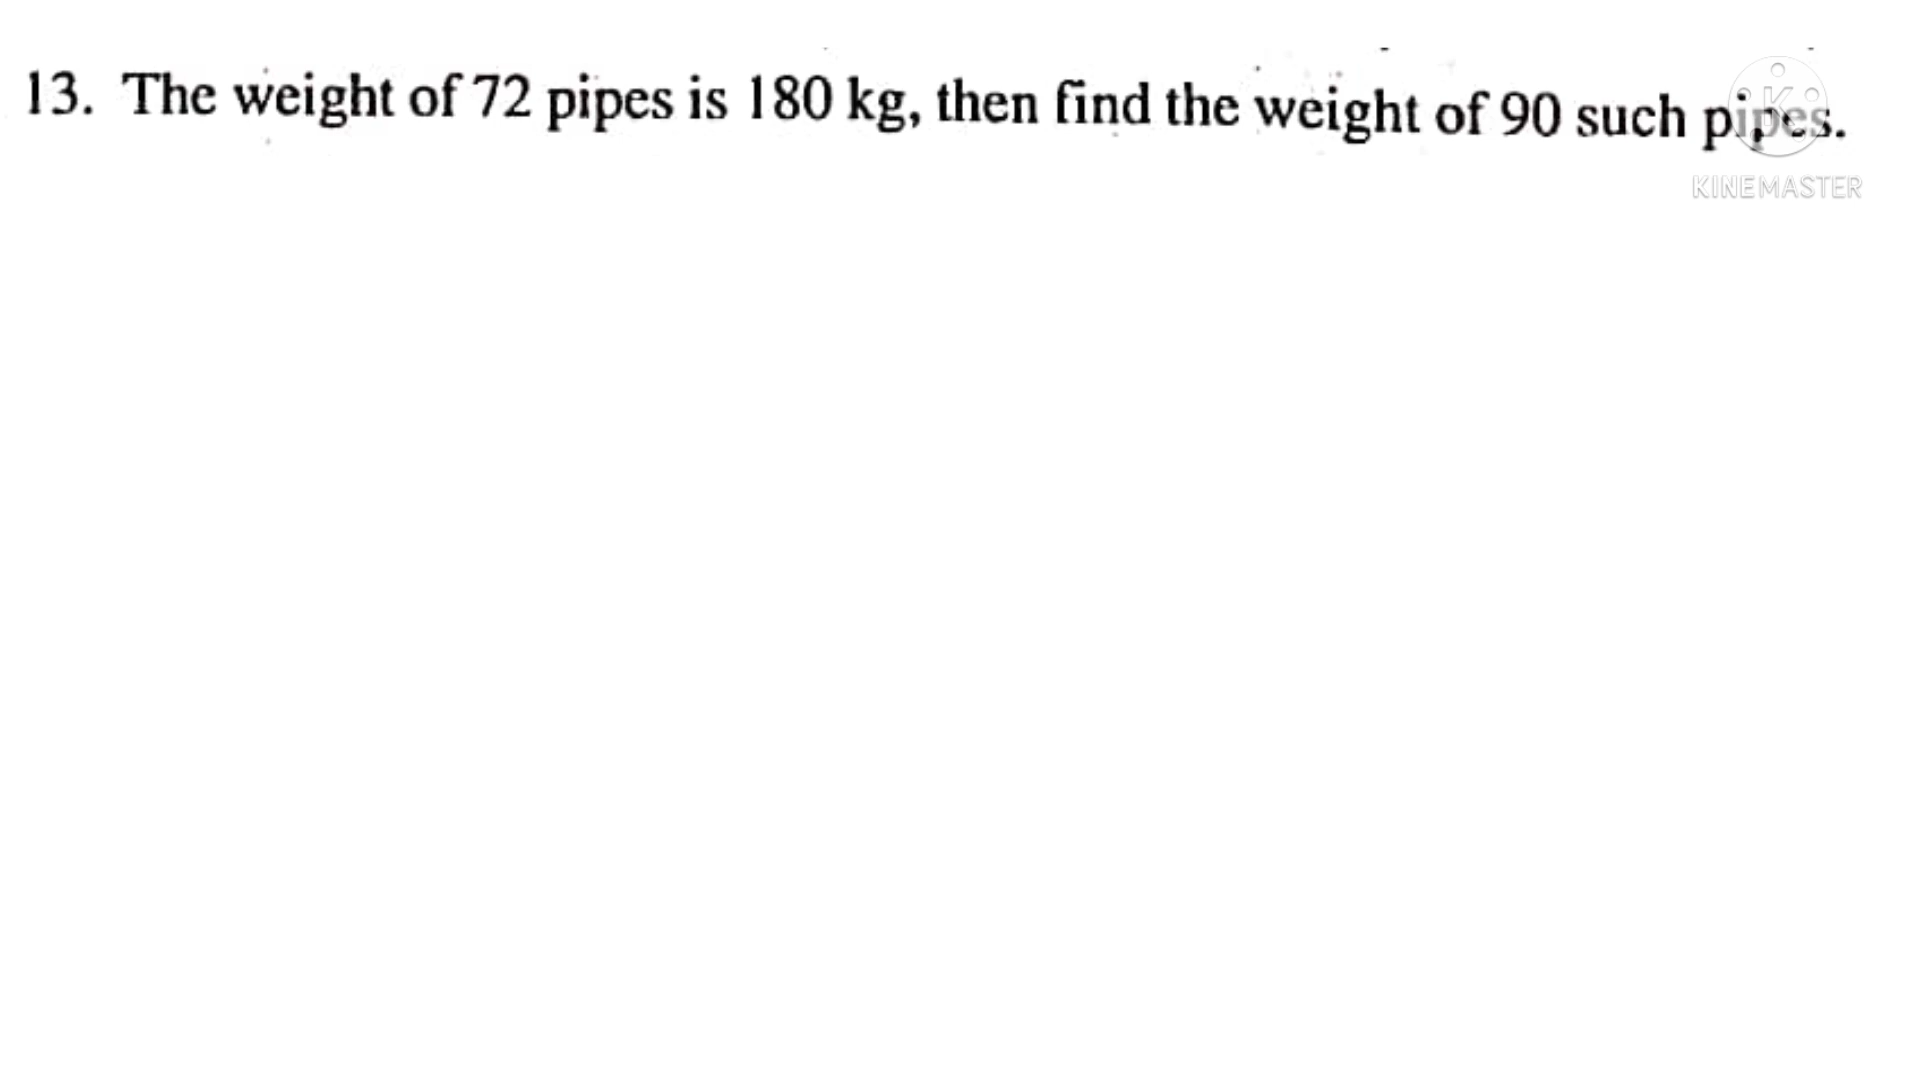 13. The weight of 72 pipes is 180 kg, then find the weight of 90 such pipes.
KINEMASTER